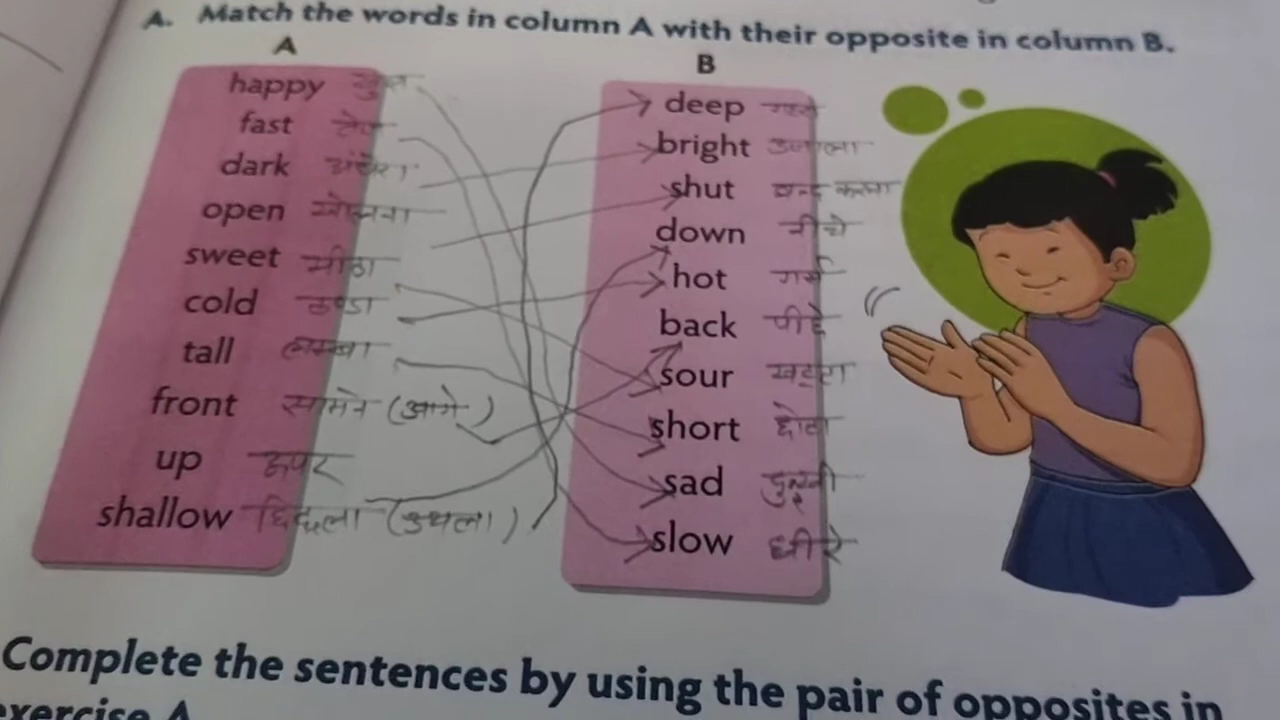 A. Match the words in column A with their opposite in column B.
A
B
happy खुश
fast तेज
dark अंधेरा
open खोलना
sweet मीठा
cold ठण्डा
tall लम्बा
front सामने (आगे)
up ऊपर
shallow छिछला (उथला)
deep गहरे
bright उजाला
shut बन्द करना
down नीचे
hot गर्म
back पीछे
sour खट्टा
short छोटा
sad दुःखी
slow धीरे
Complete the sentences by using the pair of opposites in
exercise A